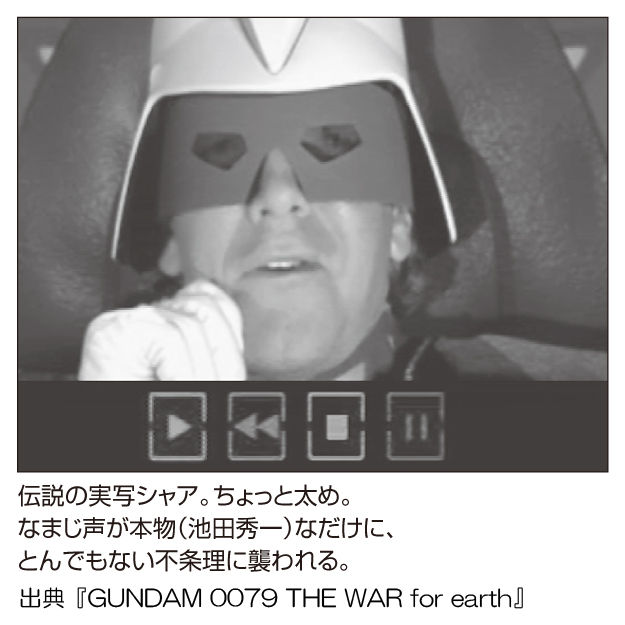 伝説の実写シャア。ちょっと太め。
なまじ声が本物(池田秀一)なだけに、
とんでもない不条理に襲われる。
出典『GUNDAM 0079 THE WAR for earth』